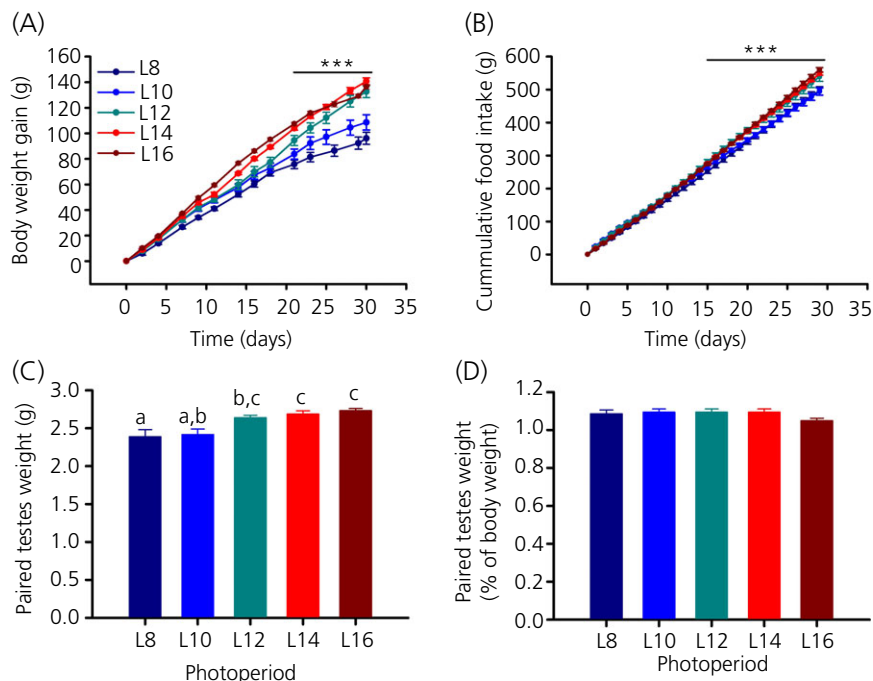 (A)
Body weight gain (g)
160
140
120
100
80
60
40
20
0
L8
L10
L12
L14
L16
***
0 5 10 15 20 25 30 35
Time (days)
(B)
Cummulative food intake (g)
600
500
400
300
200
100
0
***
0 5 10 15 20 25 30 35
Time (days)
(C)
Paired testes weight (g)
3.0
2.5
2.0
1.5
1.0
0.5
0.0
a a,b b,c c c
L8 L10 L12 L14 L16
Photoperiod
(D)
Paired testes weight
(% of body weight)
1.2
1.0
0.8
0.6
0.4
1.2
0.0
L8 L10 L12 L14 L16
Photoperiod